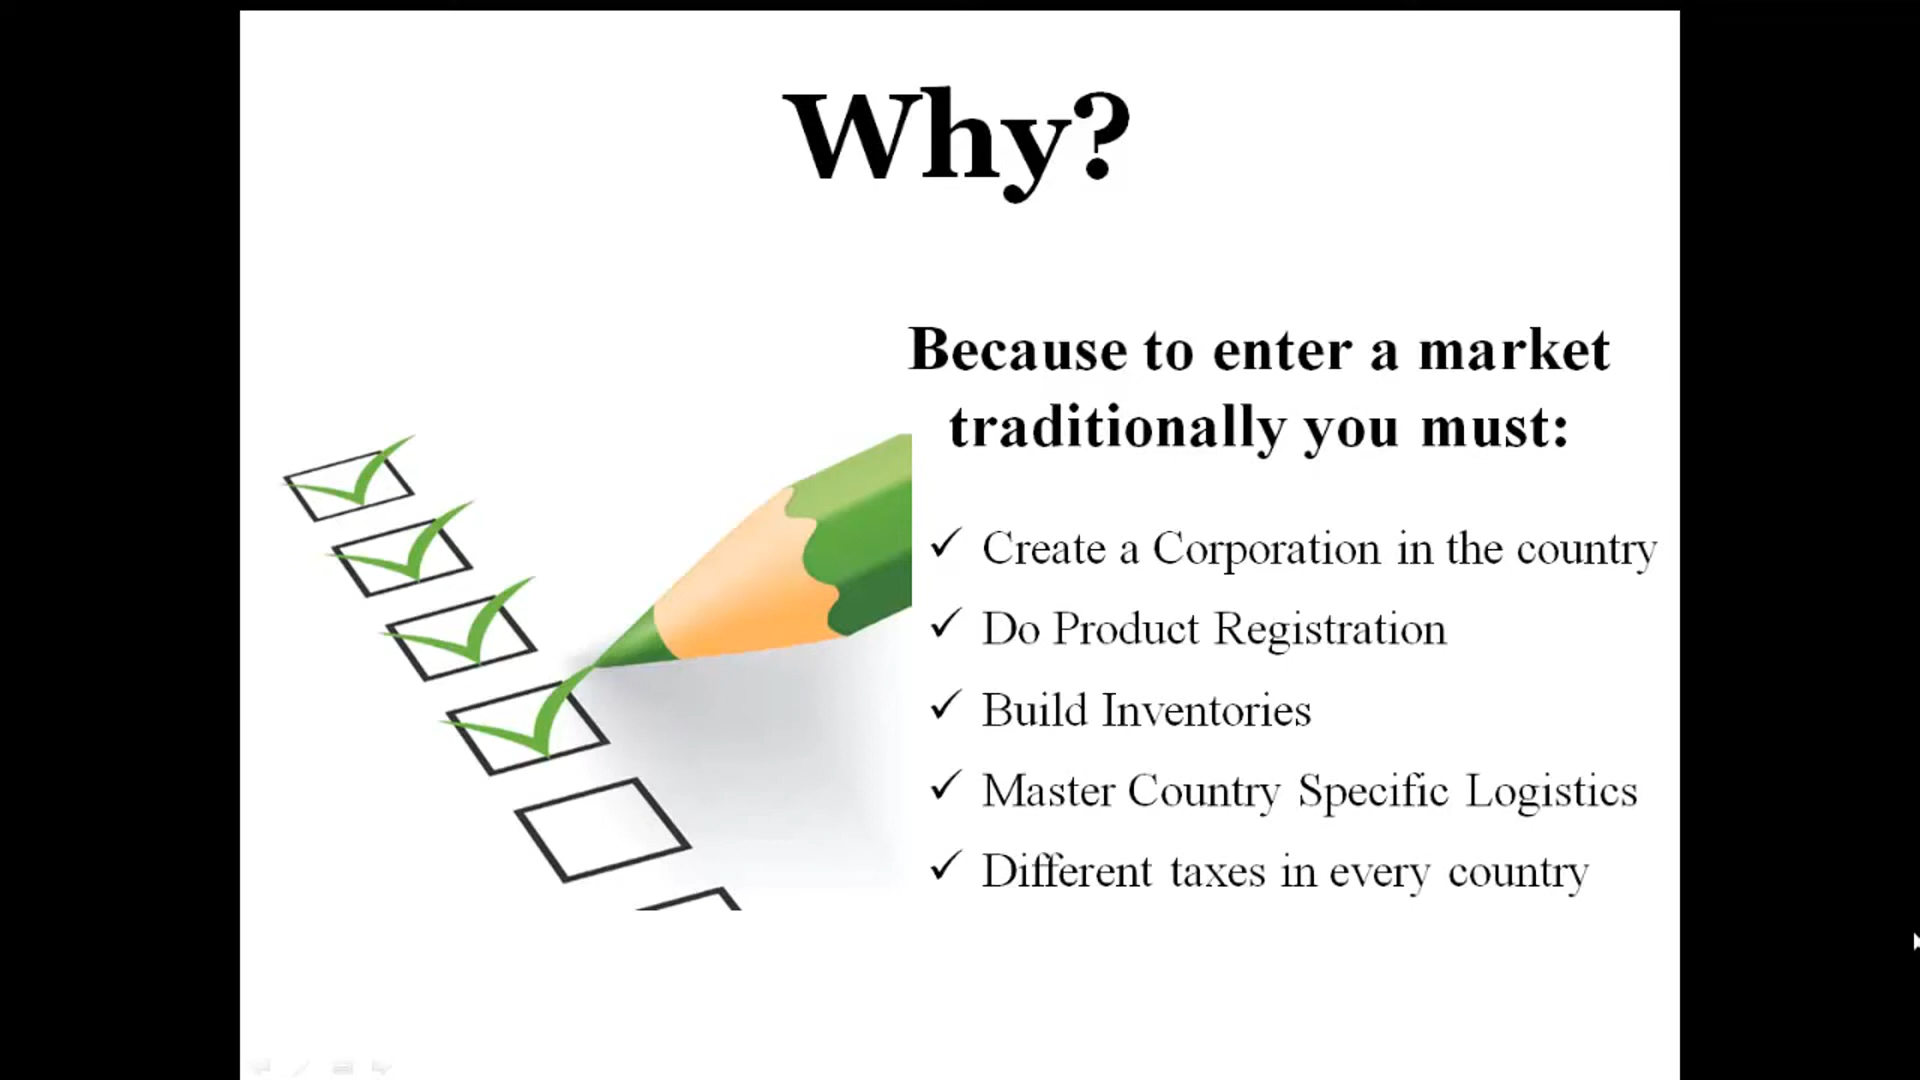 Why?
Because to enter a market
traditionally you must:
✓ Create a Corporation in the country
✓ Do Product Registration
✓ Build Inventories
✓ Master Country Specific Logistics
✓ Different taxes in every country